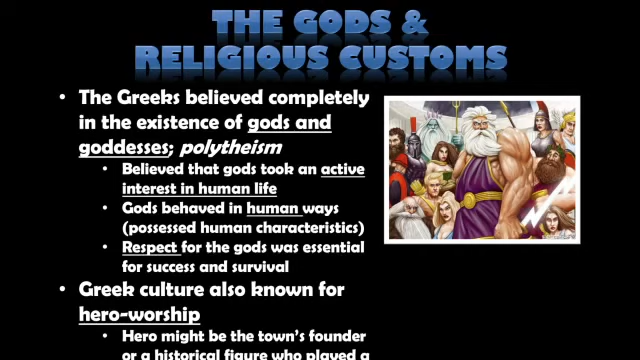 THE GODS &
RELIGIOUS CUSTOMS
• The Greeks believed completely
in the existence of gods and
goddesses; polytheism
• Believed that gods took an active
interest in human life
• Gods behaved in human ways
(possessed human characteristics)
• Respect for the gods was essential
for success and survival
• Greek culture also known for
hero-worship
• Hero might be the town's founder
or a historical figure who played a